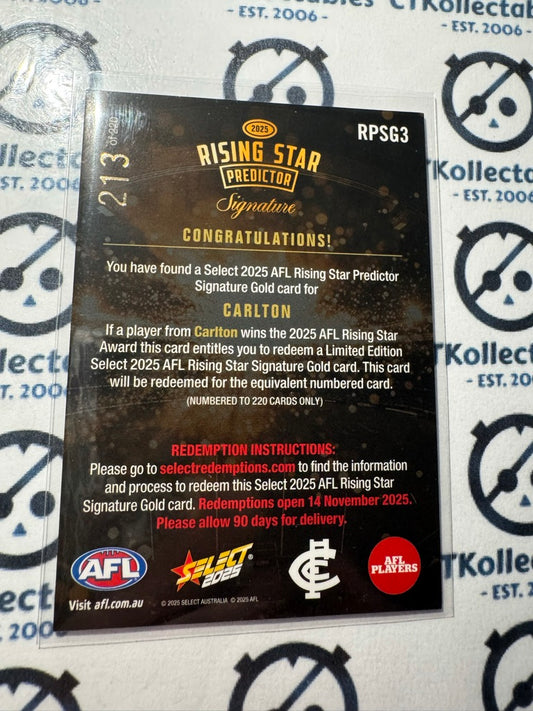 CTKollectables
- EST. 2006 -
- EST. 2006 -
213 of 220
RPSG3
2025
RISING STAR
PREDICTOR
Signature
CONGRATULATIONS!
You have found a Select 2025 AFL Rising Star Predictor
Signature Gold card for
CARLTON
If a player from Carlton wins the 2025 AFL Rising Star
Award this card entitles you to redeem a Limited Edition
Select 2025 AFL Rising Star Signature Gold card. This card
will be redeemed for the equivalent numbered card.
(NUMBERED TO 220 CARDS ONLY)
REDEMPTION INSTRUCTIONS:
Please go to selectredemptions.com to find the information
and process to redeem this Select 2025 AFL Rising Star
Signature Gold card. Redemptions open 14 November 2025.
Please allow 90 days for delivery.
AFL
SELECT
2025
CFC
AFL
PLAYERS
Visit afl.com.au
© 2025 SELECT AUSTRALIA © 2025 AFL